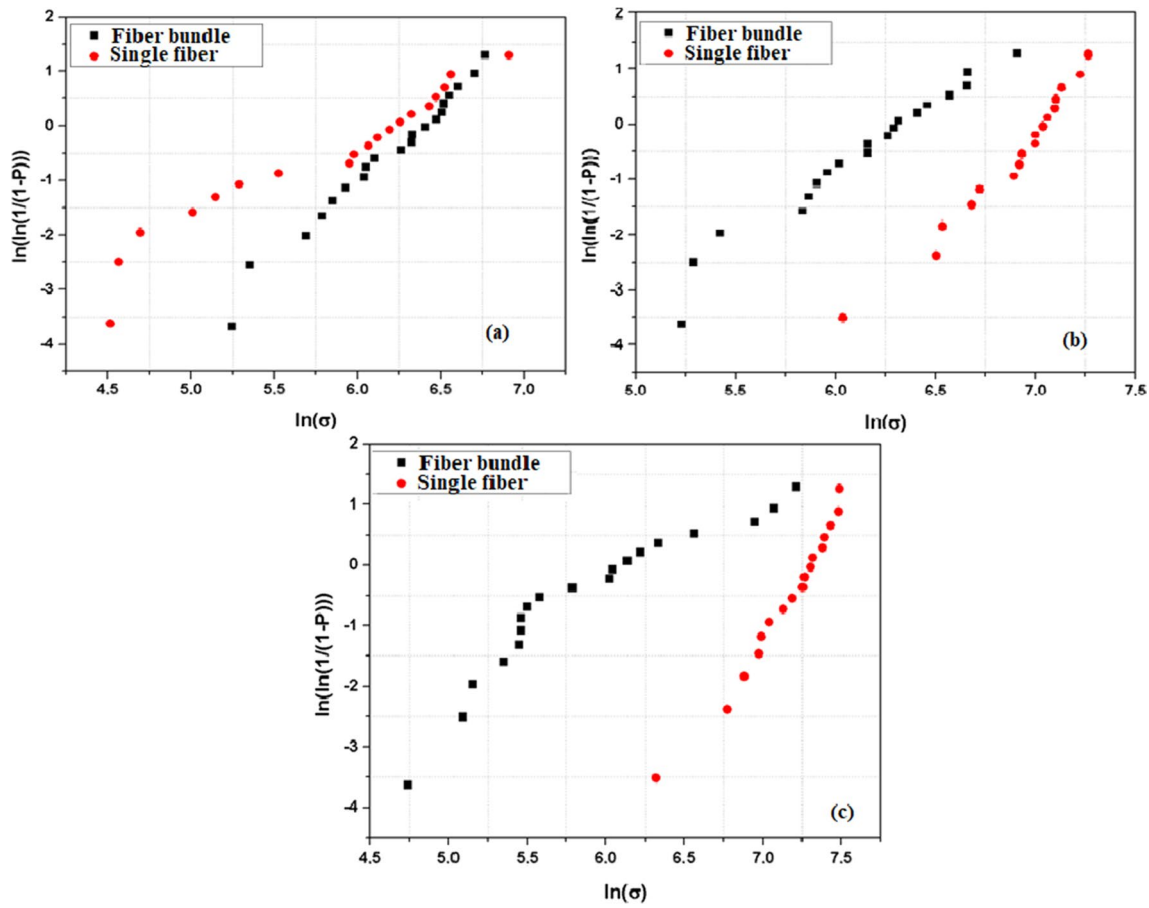 Fiber bundle
Single fiber
2
1
0
-1
-2
-3
-4
ln(ln(1/(1-P)))
4.5
5.0
5.5
6.0
6.5
7.0
ln(σ)
(a)
Fiber bundle
Single fiber
2
1
0
-1
-2
-3
-4
ln(ln(1/(1-P)))
5.0
5.5
6.0
6.5
7.0
7.5
ln(σ)
(b)
Fiber bundle
Single fiber
2
1
0
-1
-2
-3
-4
ln(ln(1/(1-P)))
4.5
5.0
5.5
6.0
6.5
7.0
7.5
ln(σ)
(c)